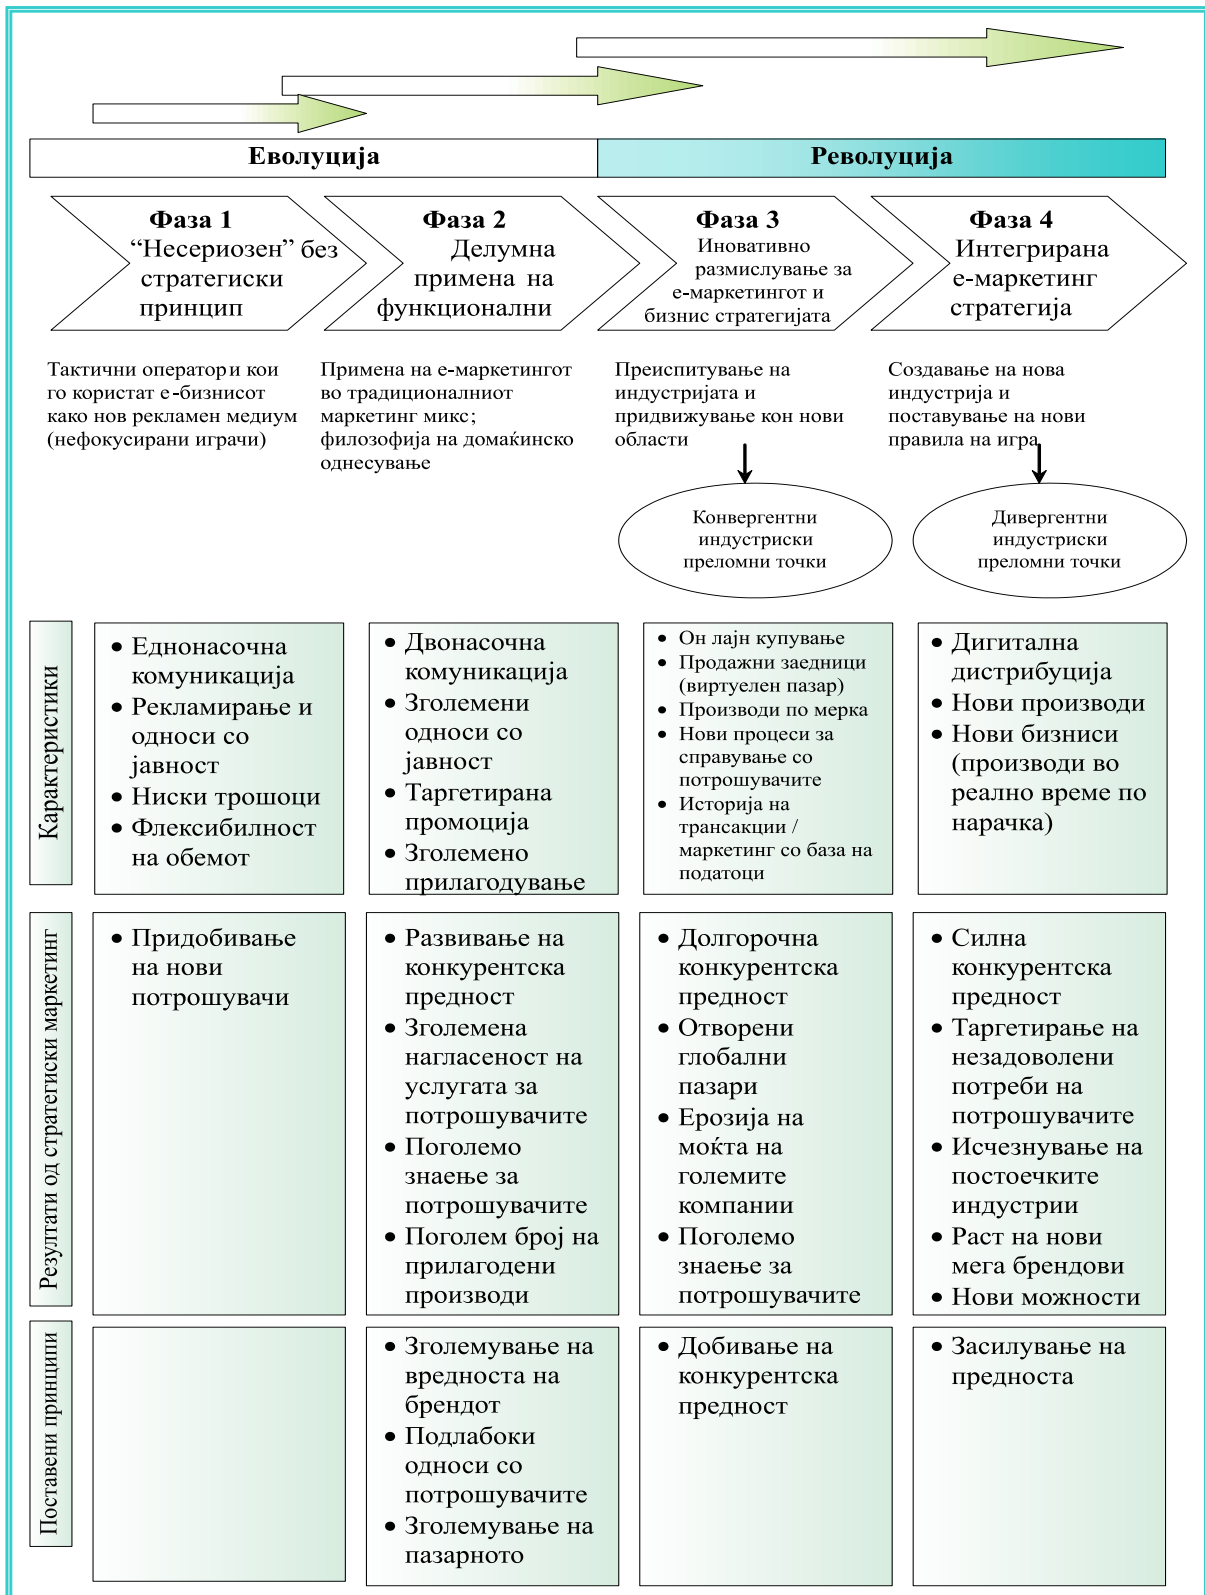 Еволуција
Револуција
Фаза 1
“Несериозен” без
стратегиски
принцип
Фаза 2
Делумна
примена на
функционални
Фаза 3
Иновативно
размислување за
е-маркетингот и
бизнис стратегијата
Фаза 4
Интегрирана
е-маркетинг
стратегија
Тактични оператори кои
го користат е-бизнисот
како нов рекламен медиум
(нефокусирани играчи)
Примена на е-маркетингот
во традиционалниот
маркетинг микс;
филозофија на домаќинско
однесување
Преиспитување на
индустријата и
придвижување кон нови
области
Создавање на нова
индустрија и
поставување на нови
правила на игра
Конвергентни
индустриски
преломни точки
Дивергентни
индустриски
преломни точки
Карактеристики
• Еднонасочна
комуникација
• Рекламирање и
односи со
јавност
• Ниски трошоци
• Флексибилност
на обемот
• Двонасочна
комуникација
• Зголемени
односи со
јавност
• Таргетирана
промоција
• Зголемено
прилагодување
• Он лајн купување
• Продажни заедници
(виртуелен пазар)
• Производи по мерка
• Нови процеси за
справување со
потрошувачите
• Историја на
трансакции /
маркетинг со база на
податоци
• Дигитална
дистрибуција
• Нови производи
• Нови бизниси
(производи во
реално време по
нарачка)
Резултати од стратегиски маркетинг
• Придобивање
на нови
потрошувачи
• Развивање на
конкурентска
предност
• Зголемена
нагласеност на
услугата за
потрошувачите
• Поголемо
знаење за
потрошувачите
• Поголем број на
прилагодени
производи
• Долгорочна
конкурентска
предност
• Отворени
глобални
пазари
• Ерозија на
моќта на
големите
компании
• Поголемо
знаење за
потрошувачите
• Силна
конкурентска
предност
• Таргетирање на
незадоволени
потреби на
потрошувачите
• Исчезнување на
постоечките
индустрии
• Раст на нови
мега брендови
• Нови можности
Поставени принципи
• Зголемување на
вредноста на
брендот
• Подлабоки
односи со
потрошувачите
• Зголемување на
пазарното
• Добивање на
конкурентска
предност
• Засилување на
предноста